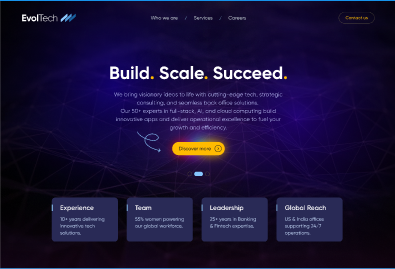 EvolTech
Who we are / Services / Careers
Contact us
Build. Scale. Succeed.
We bring visionary ideas to life with cutting-edge tech, strategic
consulting, and seamless back office solutions.
Our 50+ experts in full-stack, AI, and cloud computing build
innovative apps and deliver operational excellence to fuel your
growth and efficiency.
Discover more
Experience
10+ years delivering
innovative tech
solutions.
Team
55% women powering
our global workforce.
Leadership
25+ years in Banking
& Fintech expertise.
Global Reach
US & India offices
supporting 24-7
operations.